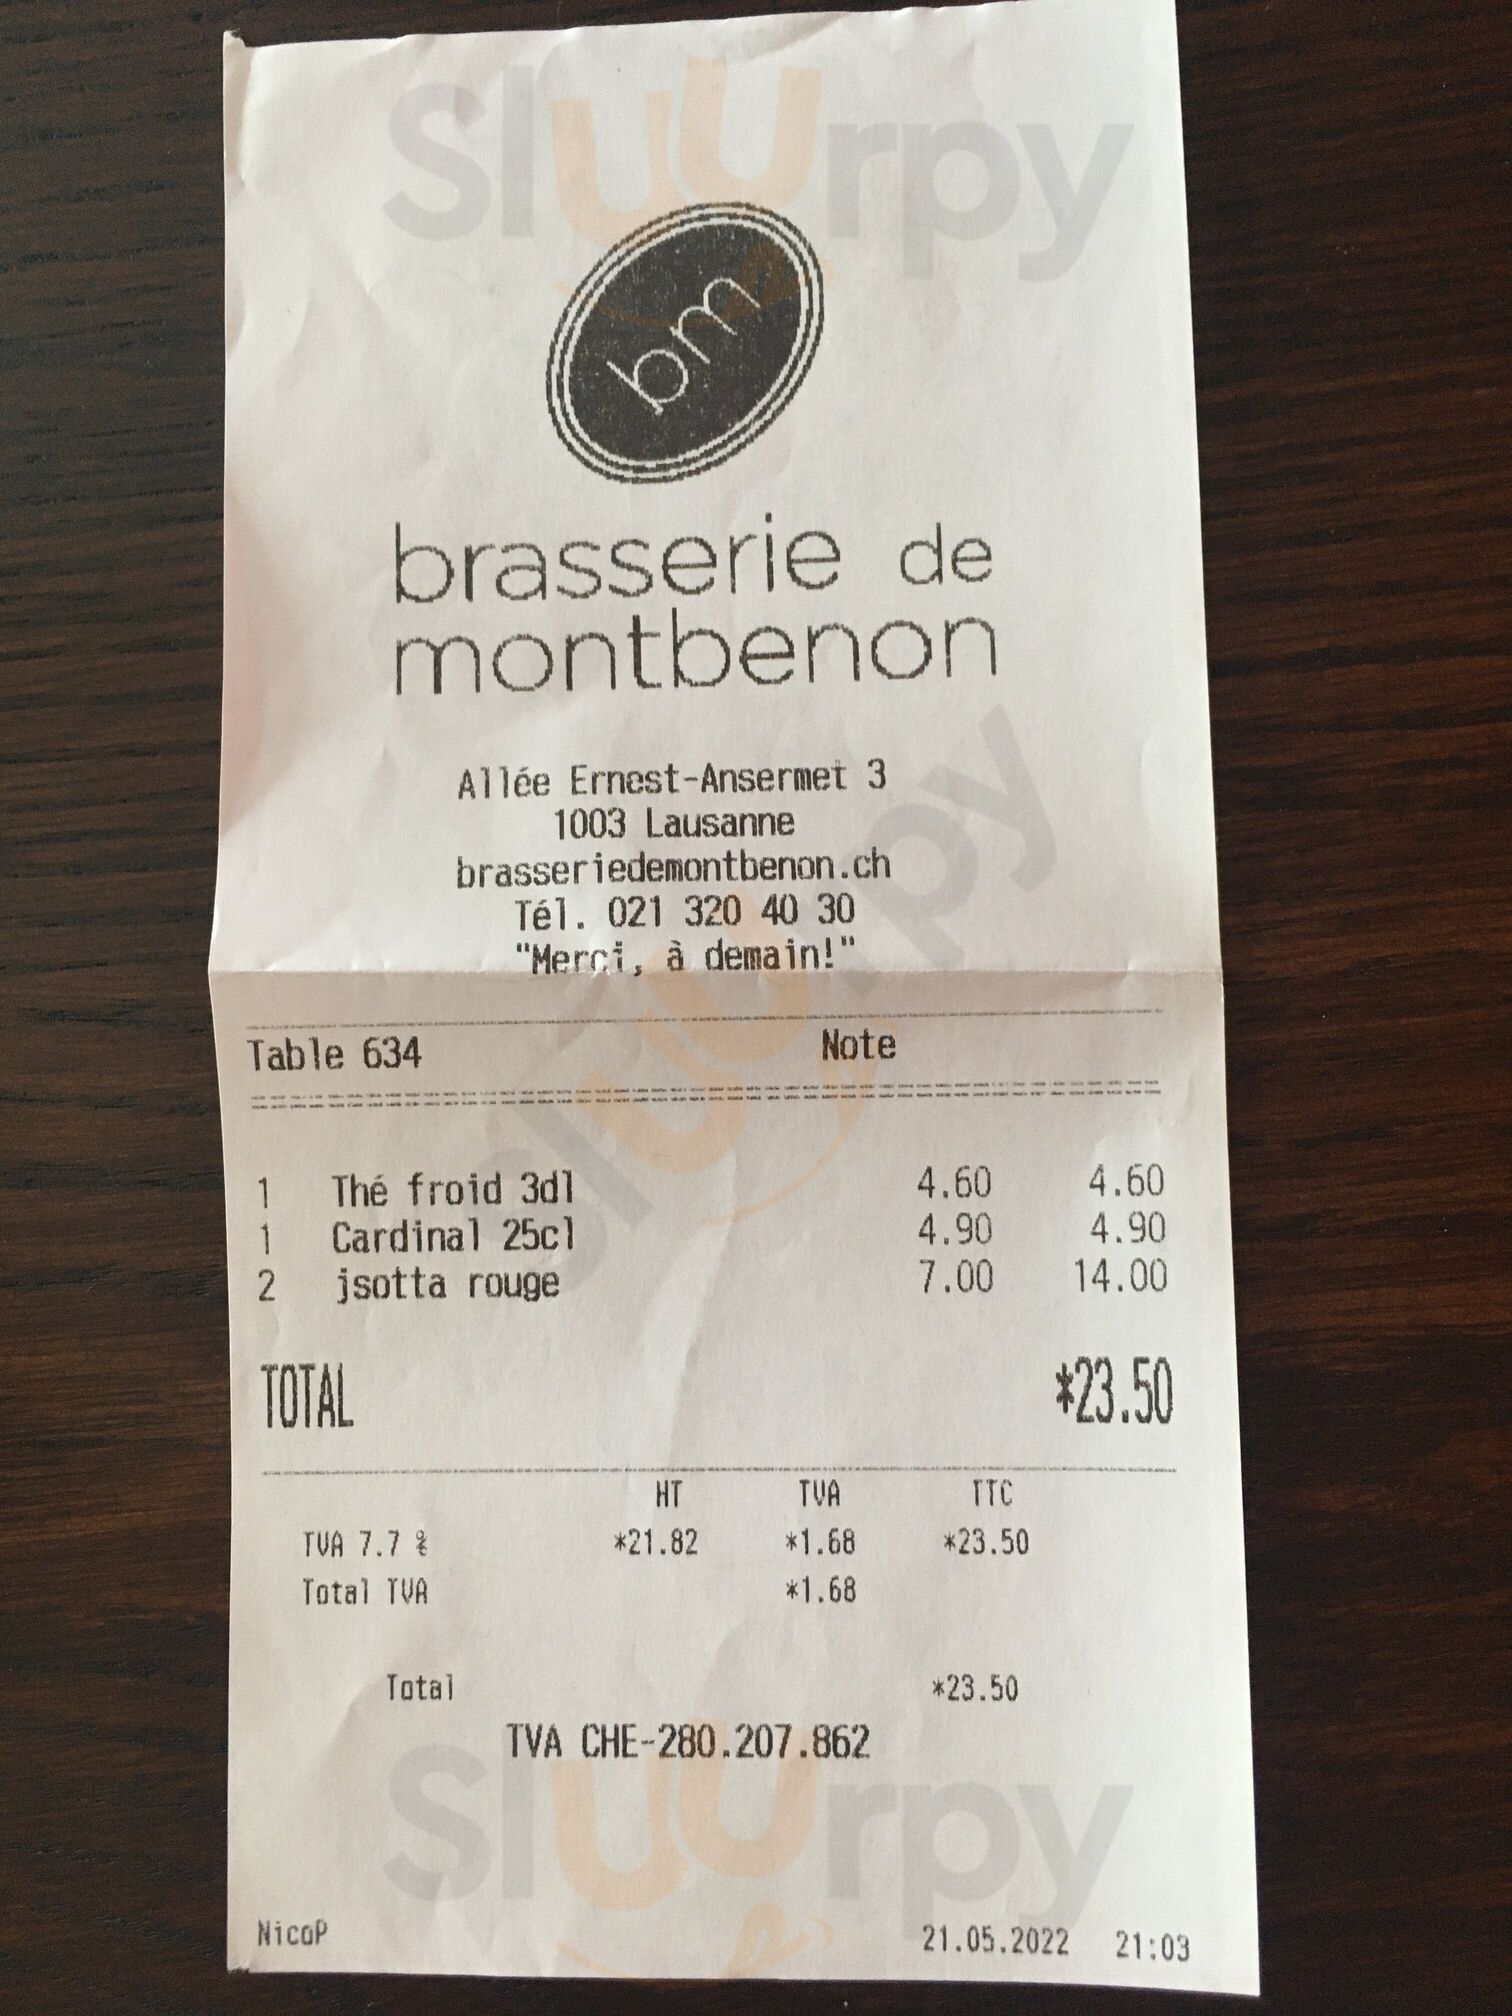 Sluurpy
bm
brasserie de
montbenon
Allée Ernest-Ansermet 3
1003 Lausanne
brasseriedemontbenon.ch
Tél. 021 320 40 30
"Merci, à demain!"
Sluurpy
Table 634 Note
1 Thé froid 3dl 4.60 4.60
1 Cardinal 25cl 4.90 4.90
2 jsotta rouge 7.00 14.00
TOTAL *23.50
HT TVA TTC
TVA 7.7 % *21.82 *1.68 *23.50
Total TVA *1.68
Total *23.50
TVA CHE-280.207.862
Sluurpy
NicoP 21.05.2022 21:03